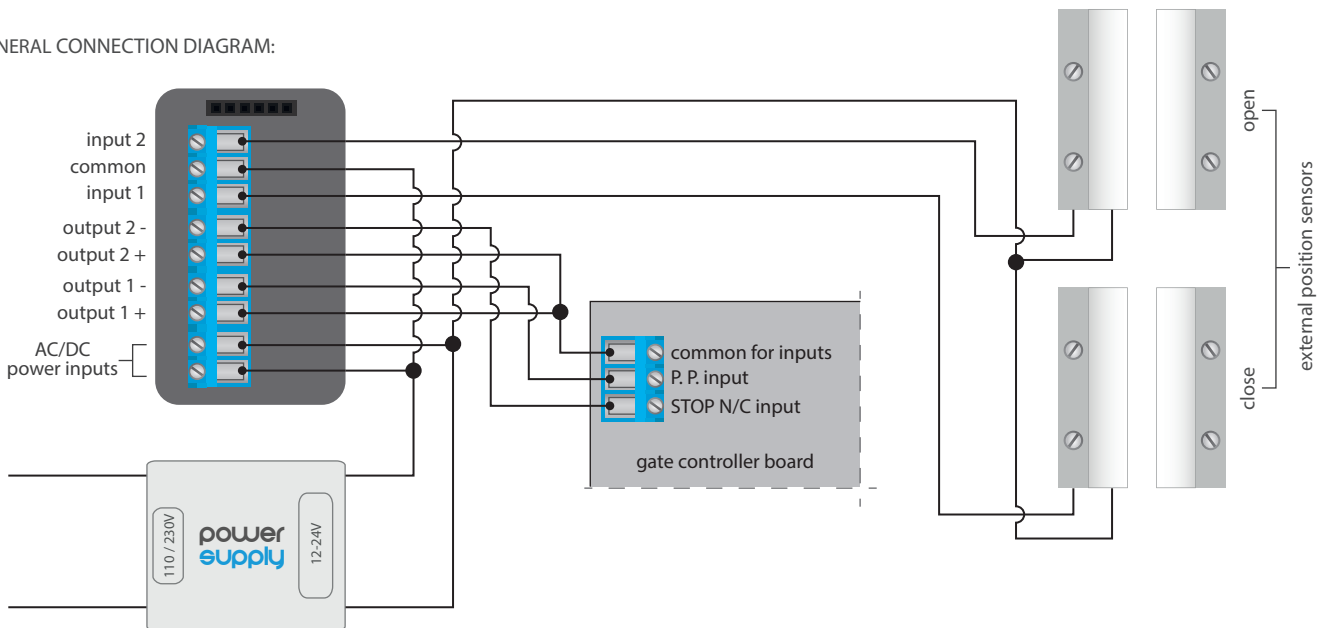 NERAL CONNECTION DIAGRAM:
input 2
common
input 1
output 2 -
output 2 +
output 1 -
output 1 +
AC/DC
power inputs
common for inputs
P. P. input
STOP N/C input
gate controller board
110 / 230V
power
supply
12-24V
open
close
external position sensors